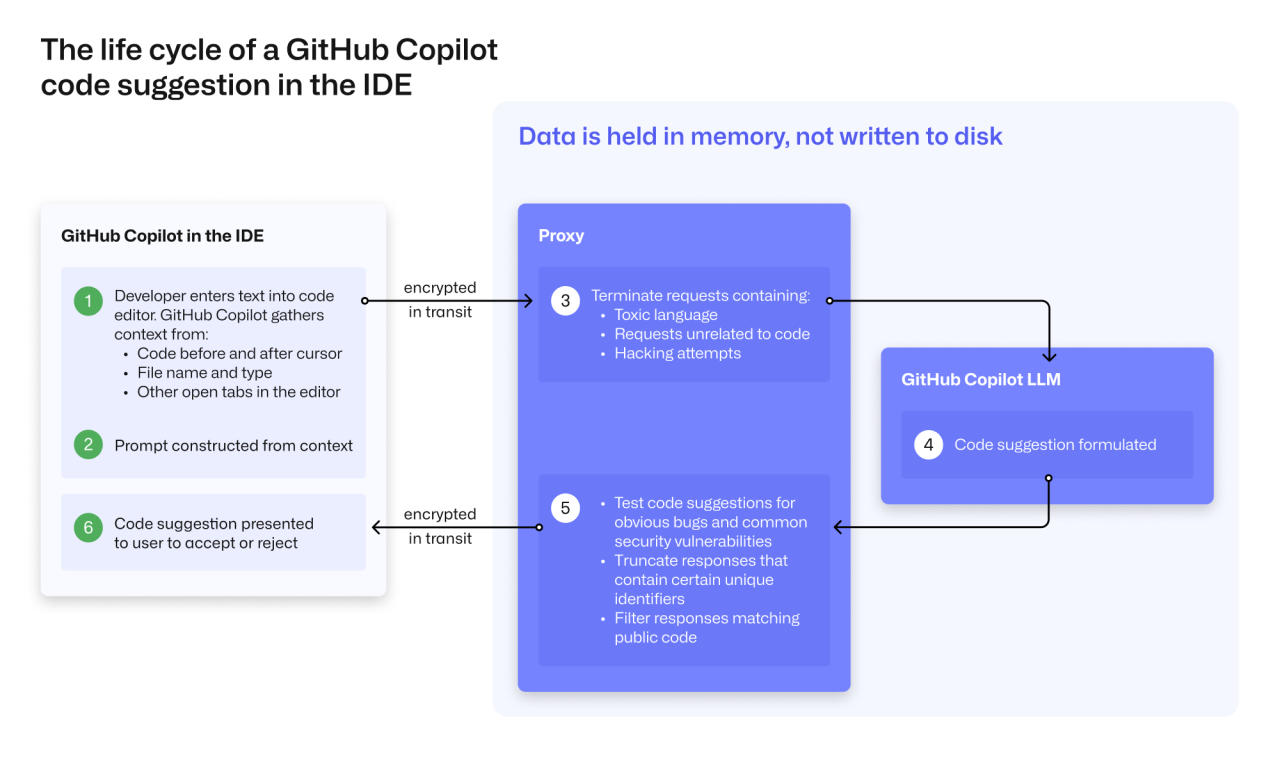 The life cycle of a GitHub Copilot
code suggestion in the IDE
Data is held in memory, not written to disk
GitHub Copilot in the IDE
1
Developer enters text into code
editor. GitHub Copilot gathers
context from:
• Code before and after cursor
• File name and type
• Other open tabs in the editor
2
Prompt constructed from context
encrypted
in transit
Proxy
3
Terminate requests containing:
• Toxic language
• Requests unrelated to code
• Hacking attempts
GitHub Copilot LLM
4
Code suggestion formulated
5
• Test code suggestions for
obvious bugs and common
security vulnerabilities
• Truncate responses that
contain certain unique
identifiers
• Filter responses matching
public code
encrypted
in transit
6
Code suggestion presented
to user to accept or reject